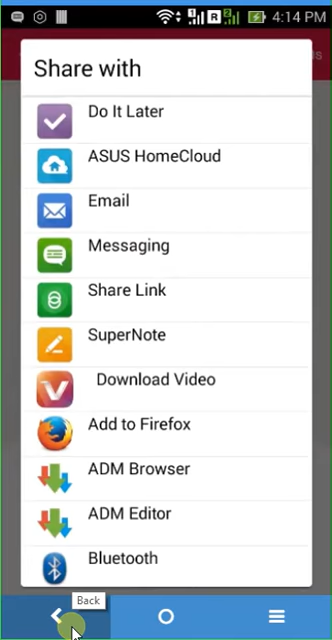 R
2
4:14 PM
Share with
Do It Later
ASUS HomeCloud
Email
Messaging
Share Link
SuperNote
Download Video
Add to Firefox
ADM Browser
ADM Editor
Bluetooth
Back